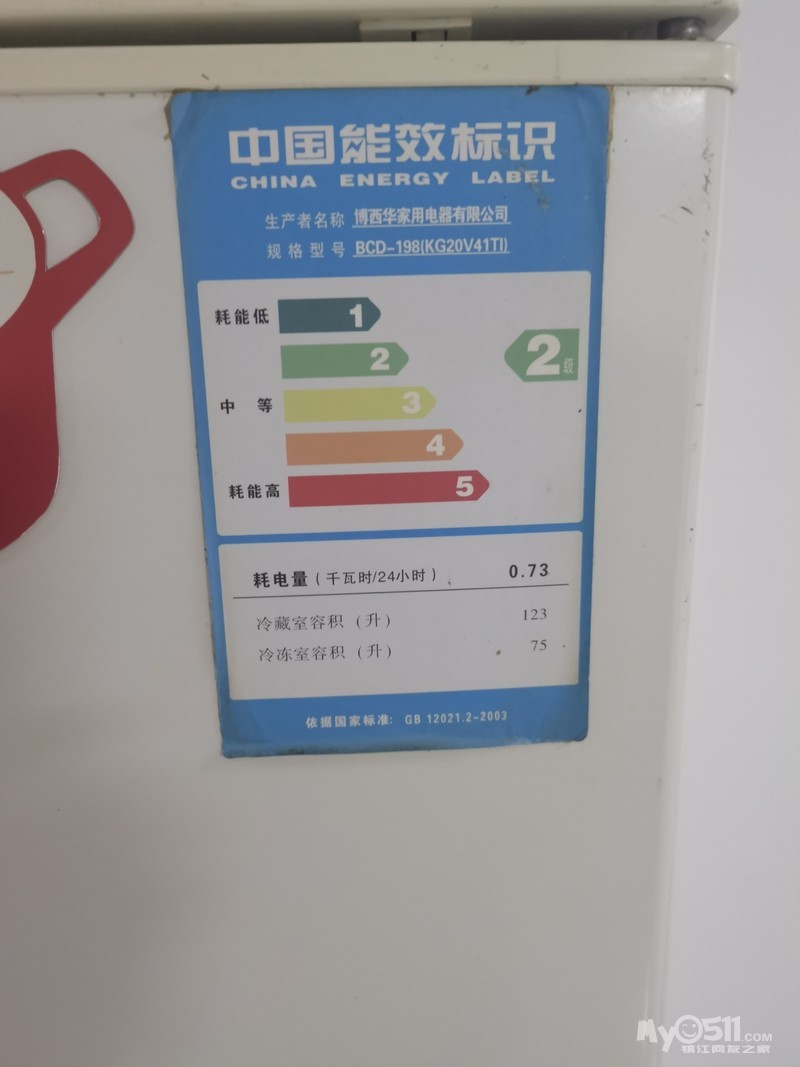 中国能效标识
CHINA ENERGY LABEL
生产者名称 博西华家用电器有限公司
规格型号 BCD-198(KG20V41TI)
耗能低 1
2 2级
中等 3
4
耗能高 5
耗电量（千瓦时/24小时） 0.73
冷藏室容积（升） 123
冷冻室容积（升） 75
依据国家标准: GB 12021.2-2003
My0511.COM
镇江网友之家